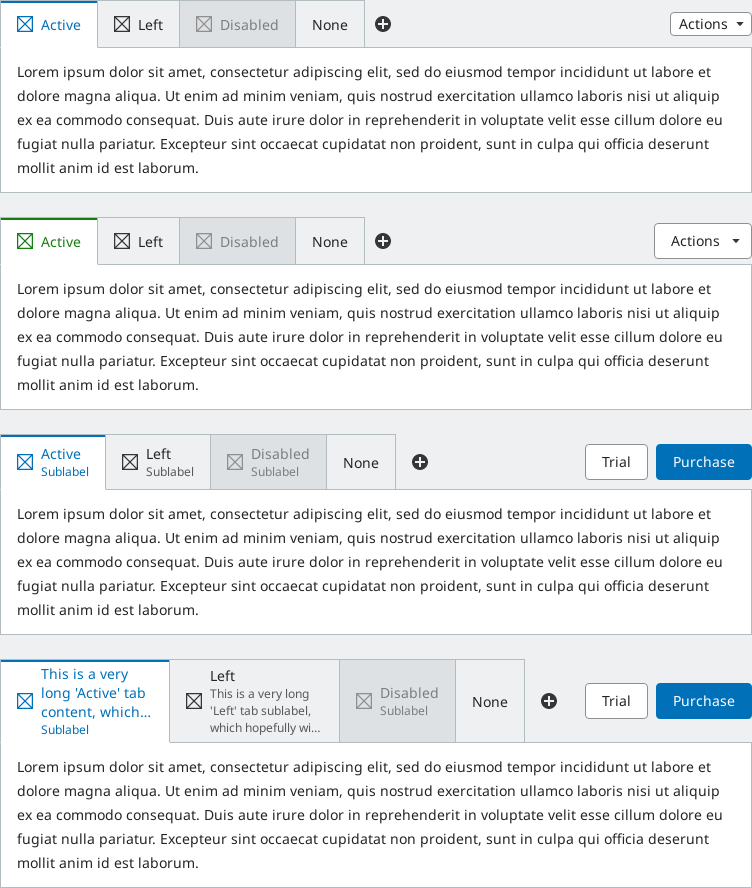 Active Left Disabled None Actions
Lorem ipsum dolor sit amet, consectetur adipiscing elit, sed do eiusmod tempor incididunt ut labore et
dolore magna aliqua. Ut enim ad minim veniam, quis nostrud exercitation ullamco laboris nisi ut aliquip
ex ea commodo consequat. Duis aute irure dolor in reprehenderit in voluptate velit esse cillum dolore eu
fugiat nulla pariatur. Excepteur sint occaecat cupidatat non proident, sunt in culpa qui officia deserunt
mollit anim id est laborum.
Active Left Disabled None Actions
Lorem ipsum dolor sit amet, consectetur adipiscing elit, sed do eiusmod tempor incididunt ut labore et
dolore magna aliqua. Ut enim ad minim veniam, quis nostrud exercitation ullamco laboris nisi ut aliquip
ex ea commodo consequat. Duis aute irure dolor in reprehenderit in voluptate velit esse cillum dolore eu
fugiat nulla pariatur. Excepteur sint occaecat cupidatat non proident, sunt in culpa qui officia deserunt
mollit anim id est laborum.
Active
Sublabel
Left
Sublabel
Disabled
Sublabel
None
Trial
Purchase
Lorem ipsum dolor sit amet, consectetur adipiscing elit, sed do eiusmod tempor incididunt ut labore et
dolore magna aliqua. Ut enim ad minim veniam, quis nostrud exercitation ullamco laboris nisi ut aliquip
ex ea commodo consequat. Duis aute irure dolor in reprehenderit in voluptate velit esse cillum dolore eu
fugiat nulla pariatur. Excepteur sint occaecat cupidatat non proident, sunt in culpa qui officia deserunt
mollit anim id est laborum.
This is a very
long 'Active' tab
content, which...
Sublabel
Left
This is a very long
'Left' tab sublabel,
which hopefully wi...
Disabled
Sublabel
None
Trial
Purchase
Lorem ipsum dolor sit amet, consectetur adipiscing elit, sed do eiusmod tempor incididunt ut labore et
dolore magna aliqua. Ut enim ad minim veniam, quis nostrud exercitation ullamco laboris nisi ut aliquip
ex ea commodo consequat. Duis aute irure dolor in reprehenderit in voluptate velit esse cillum dolore eu
fugiat nulla pariatur. Excepteur sint occaecat cupidatat non proident, sunt in culpa qui officia deserunt
mollit anim id est laborum.